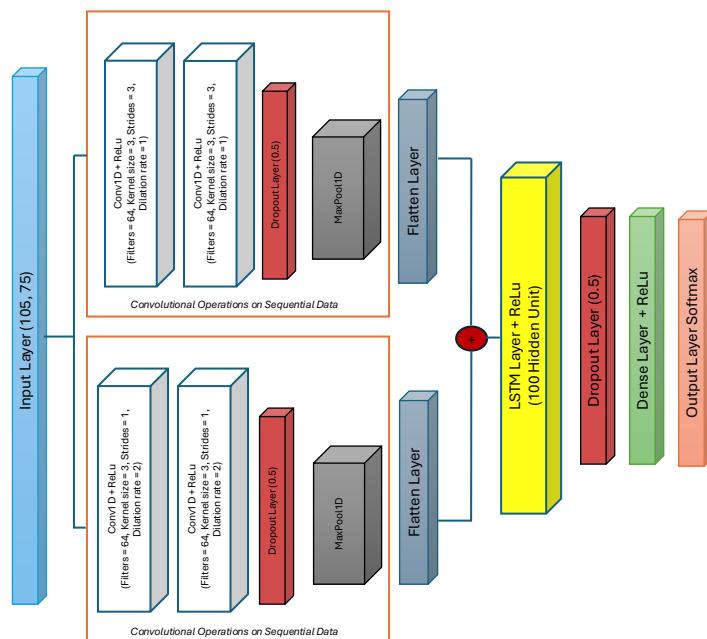 Input Layer (105, 75)
Conv1D + ReLu
(Filters = 64, Kernel size = 3, Strides = 3,
Dilation rate = 1)
Conv1D + ReLu
(Filters = 64, Kernel size = 3, Strides = 3,
Dilation rate = 1)
Dropout Layer (0.5)
MaxPool1D
Convolutional Operations on Sequential Data
Flatten Layer
Conv1D + ReLu
(Filters = 64, Kernel size = 3, Strides = 1,
Dilation rate = 2)
Conv1D + ReLu
(Filters = 64, Kernel size = 3, Strides = 1,
Dilation rate = 2)
Dropout Layer (0.5)
MaxPool1D
Convolutional Operations on Sequential Data
Flatten Layer
+
LSTM Layer + ReLu
(100 Hidden Unit)
Dropout Layer (0.5)
Dense Layer + ReLu
Output Layer Softmax